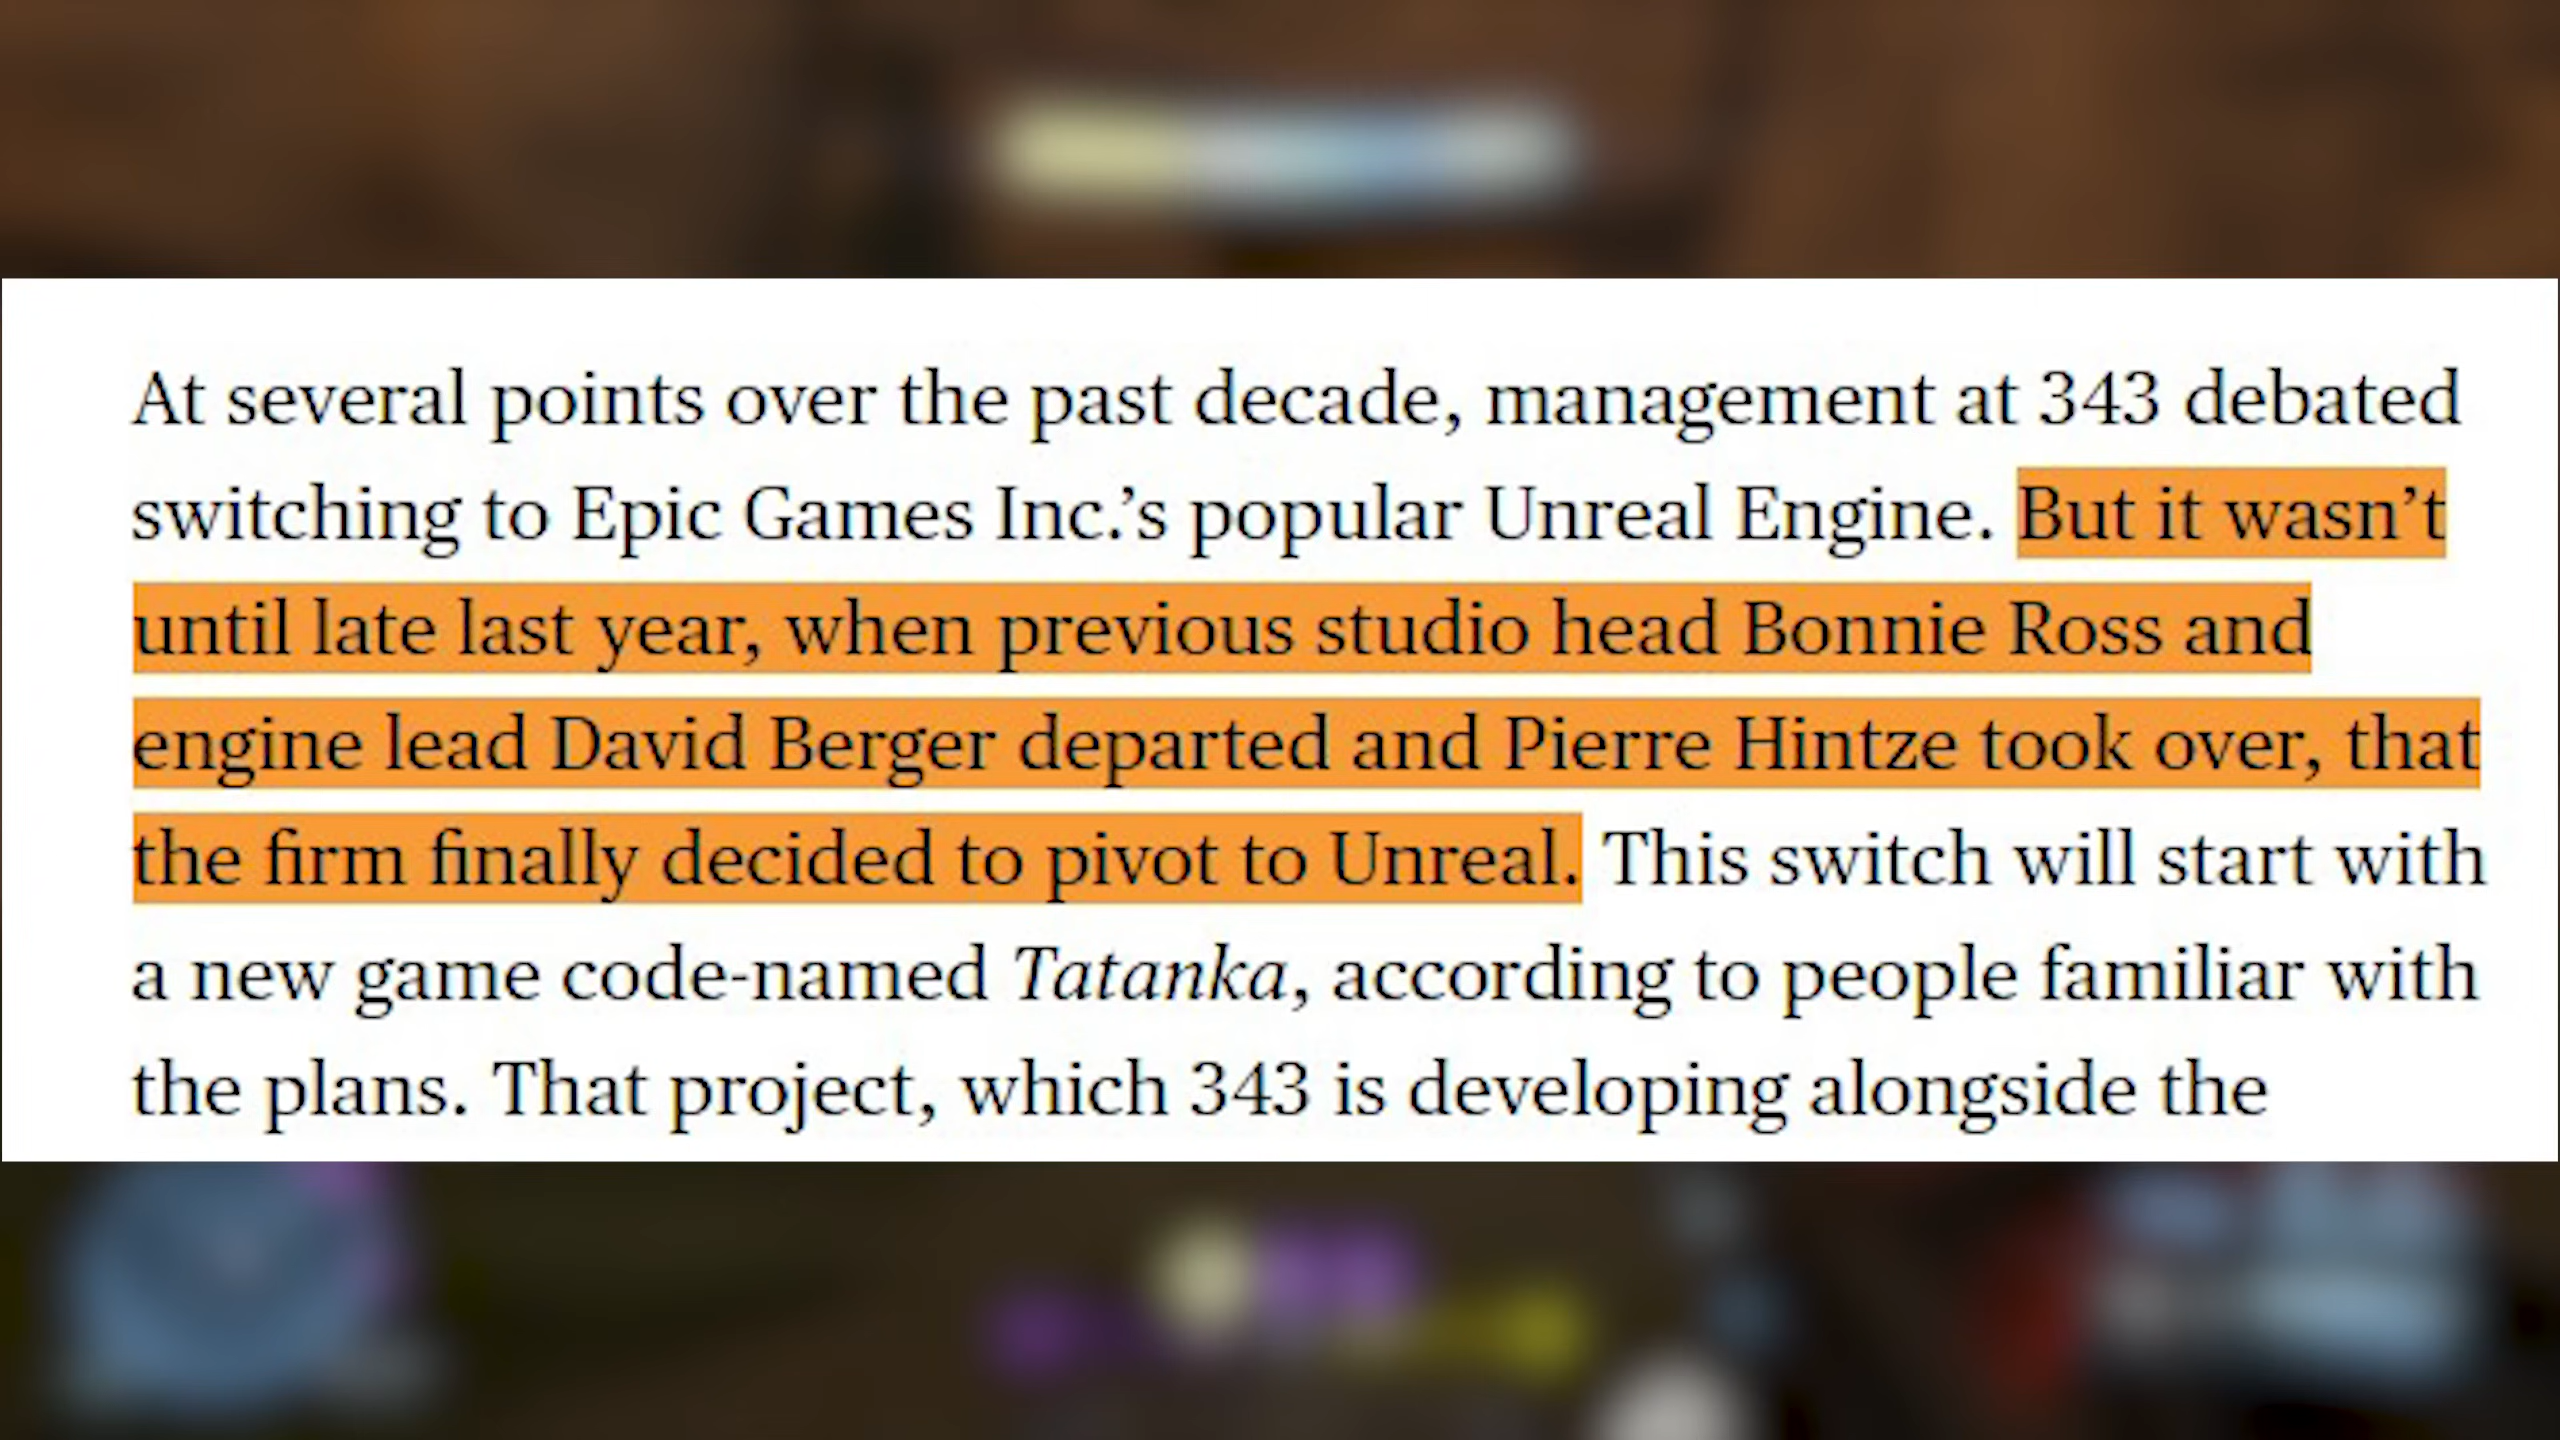 At several points over the past decade, management at 343 debated
switching to Epic Games Inc.’s popular Unreal Engine. But it wasn’t
until late last year, when previous studio head Bonnie Ross and
engine lead David Berger departed and Pierre Hintze took over, that
the firm finally decided to pivot to Unreal. This switch will start with
a new game code-named Tatanka, according to people familiar with
the plans. That project, which 343 is developing alongside the